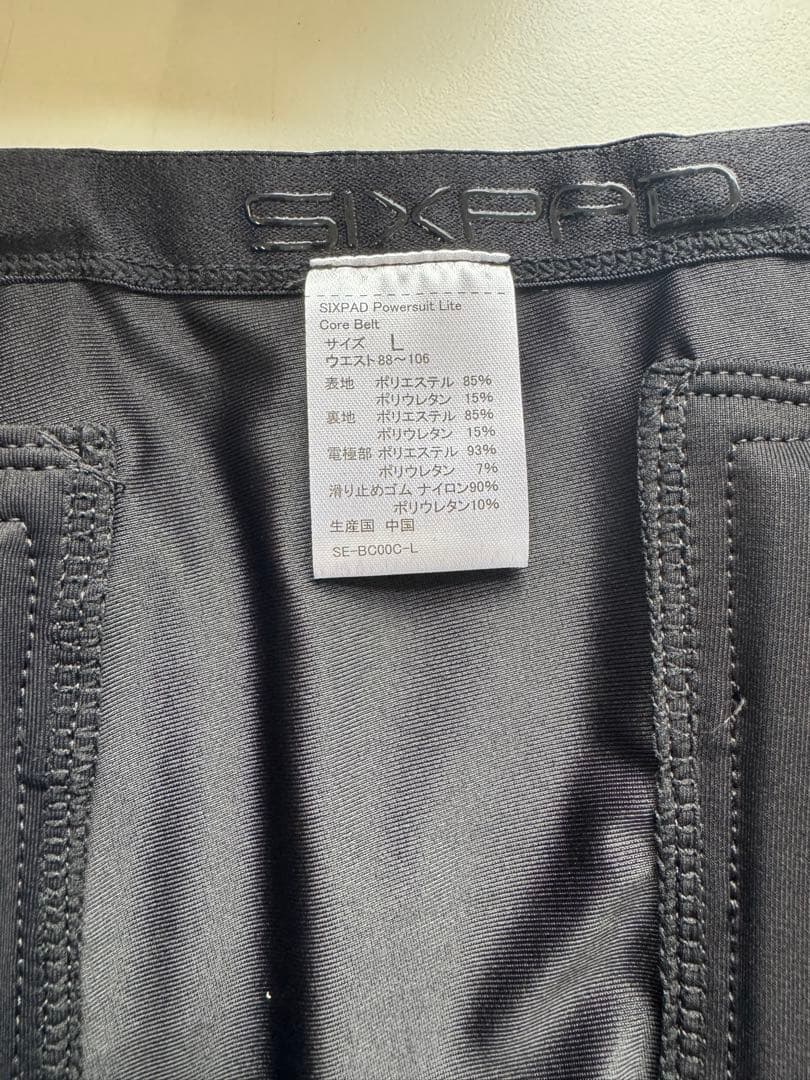 SIXPAD
SIXPAD Powersuit Lite
Core Belt
サイズ L
ウエスト88～106
表地 ポリエステル 85%
ポリウレタン 15%
裏地 ポリエステル 85%
ポリウレタン 15%
電極部 ポリエステル 93%
ポリウレタン 7%
滑り止めゴム ナイロン90%
ポリウレタン10%
生産国 中国
SE-BC00C-L